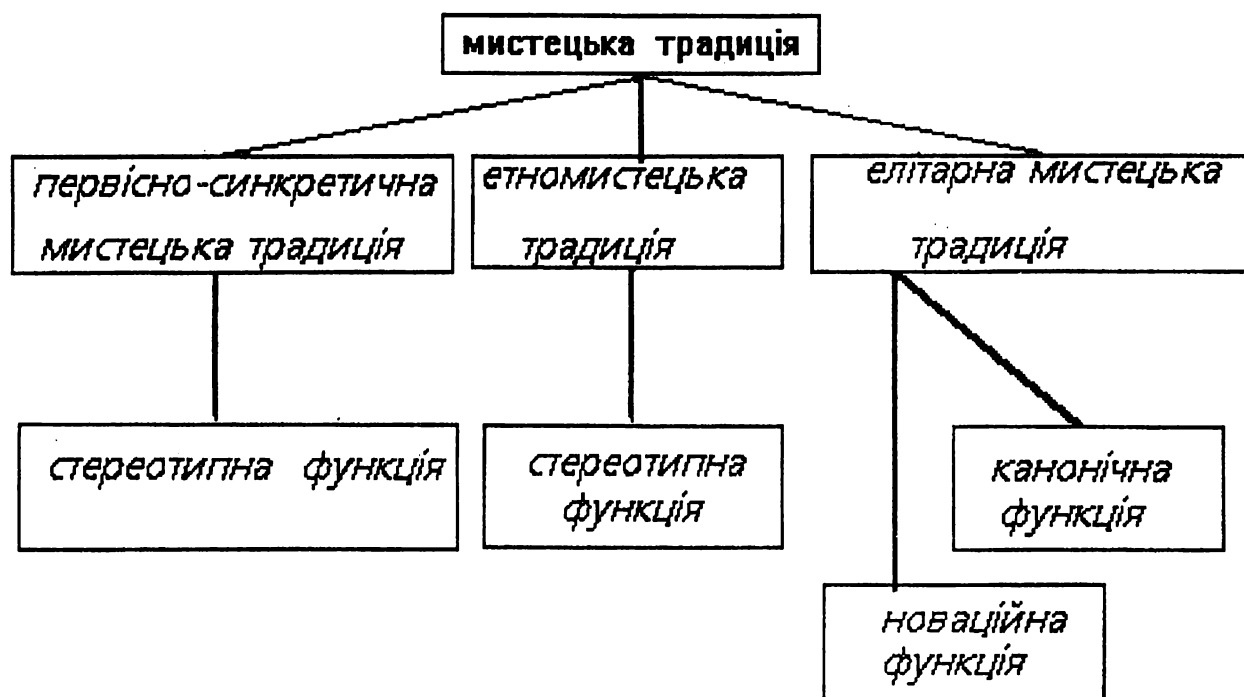 мистецька традиція
первісно-синкретична
мистецька традиція
етномистецька
традиція
елітарна мистецька
традиція
стереотипна функція
стереотипна
функція
канонічна
функція
новаційна
функція